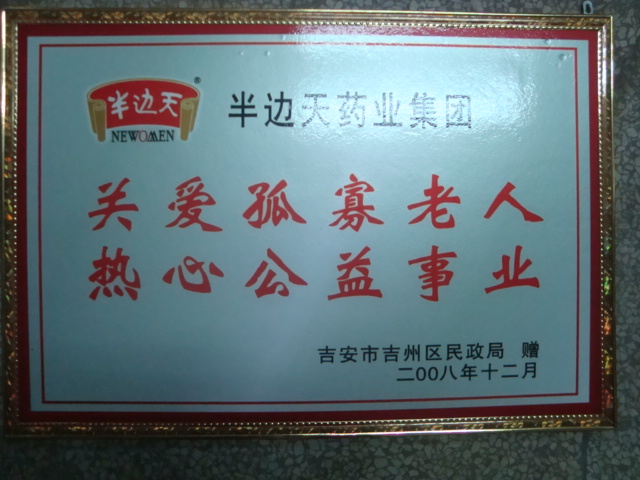 半边天®
NEWOMEN
半边天药业集团
关爱孤寡老人
热心公益事业
吉安市吉州区民政局 赠
二00八年十二月